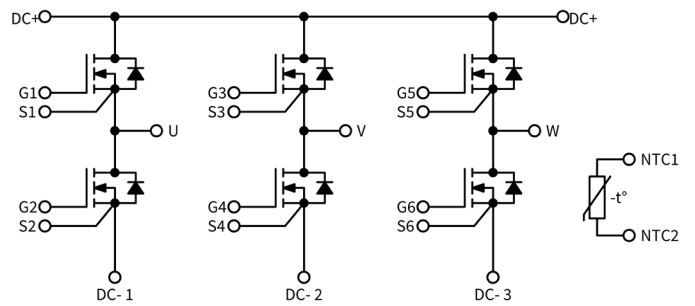 DC+ DC+
G1 G3 G5
S1 S3 S5
U V W
NTC1
-t°
G2 G4 G6
S2 S4 S6
NTC2
DC- 1 DC- 2 DC- 3